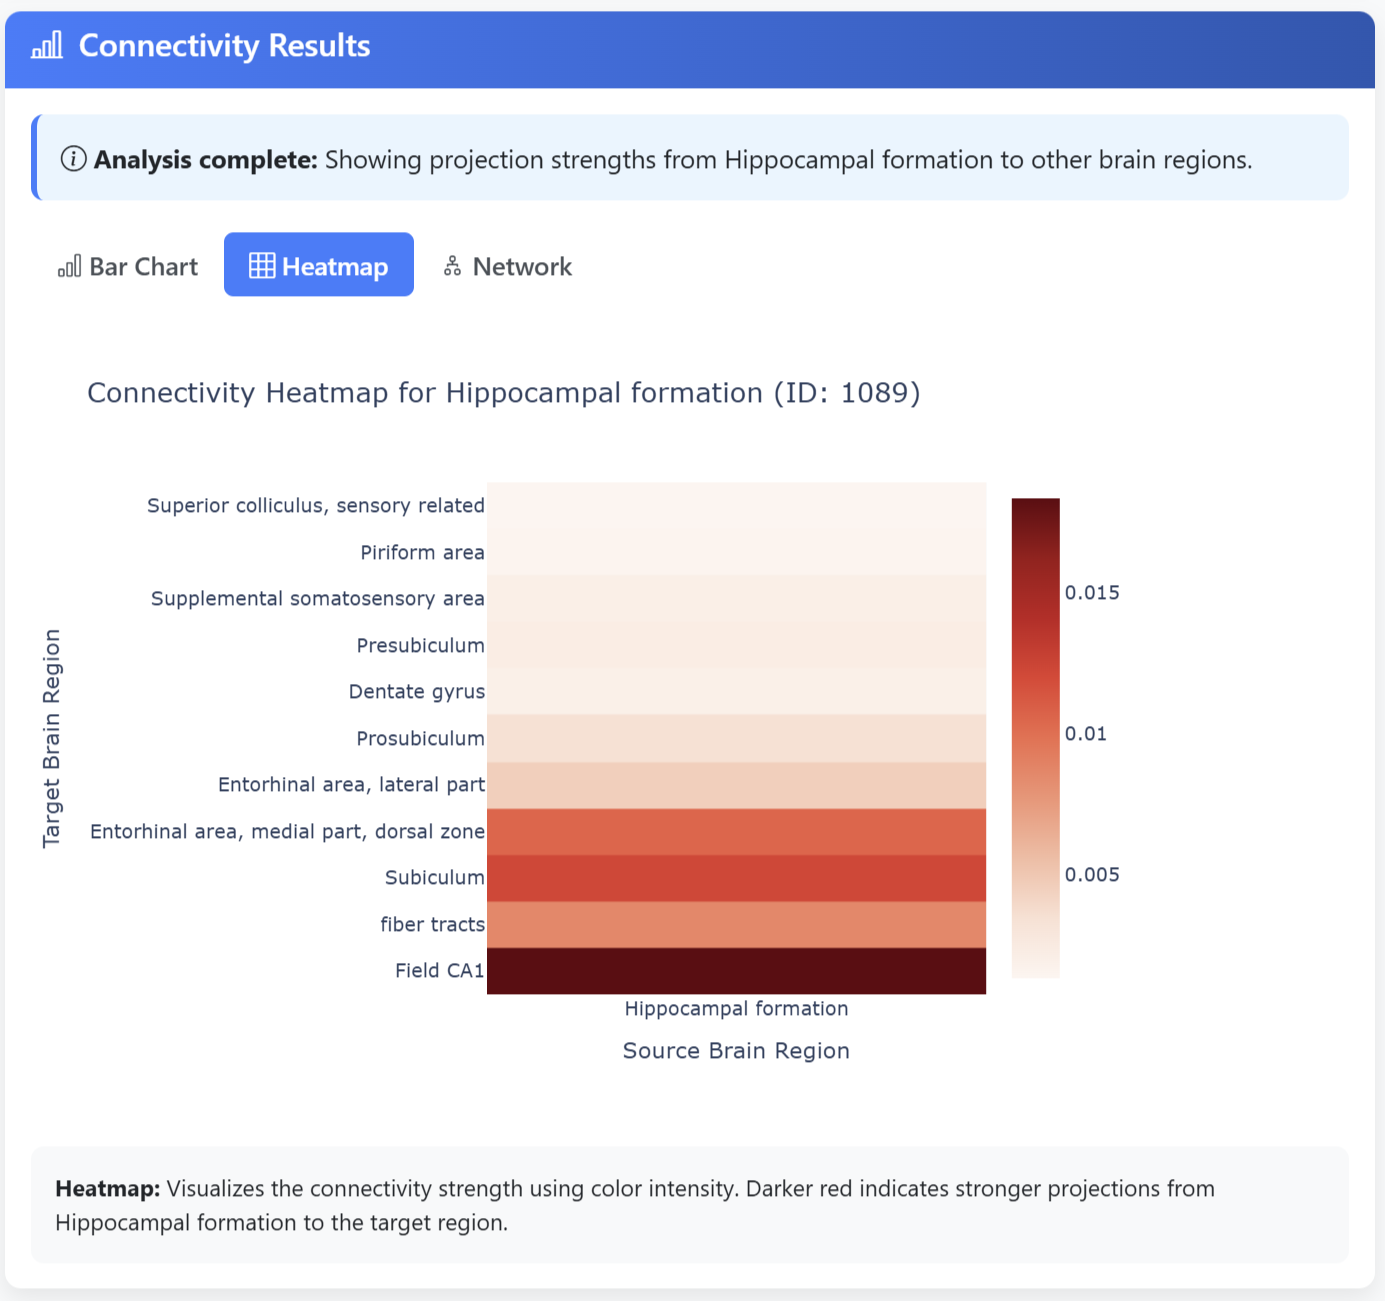 Connectivity Results
Analysis complete: Showing projection strengths from Hippocampal formation to other brain regions.
Bar Chart
Heatmap
Network
Connectivity Heatmap for Hippocampal formation (ID: 1089)
Target Brain Region
Superior colliculus, sensory related
Piriform area
Supplemental somatosensory area
Presubiculum
Dentate gyrus
Prosubiculum
Entorhinal area, lateral part
Entorhinal area, medial part, dorsal zone
Subiculum
fiber tracts
Field CA1
Hippocampal formation
Source Brain Region
0.015
0.01
0.005
Heatmap: Visualizes the connectivity strength using color intensity. Darker red indicates stronger projections from
Hippocampal formation to the target region.